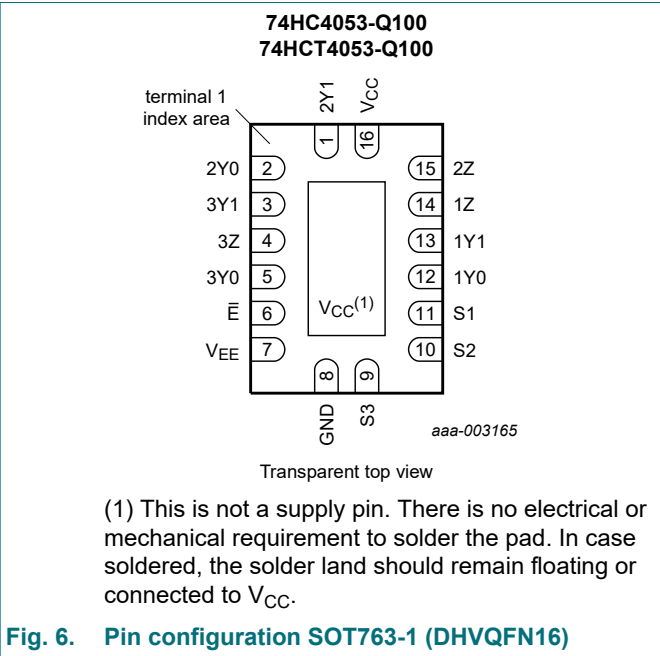 74HC4053-Q100
74HCT4053-Q100
terminal 1
index area
2Y1
VCC
1
16
2Y0 2
15 2Z
3Y1 3
14 1Z
3Z 4
13 1Y1
3Y0 5
12 1Y0
E̅ 6
VCC(1)
11 S1
VEE 7
10 S2
8
9
GND
S3
aaa-003165
Transparent top view
(1) This is not a supply pin. There is no electrical or
mechanical requirement to solder the pad. In case
soldered, the solder land should remain floating or
connected to VCC.
Fig. 6. Pin configuration SOT763-1 (DHVQFN16)